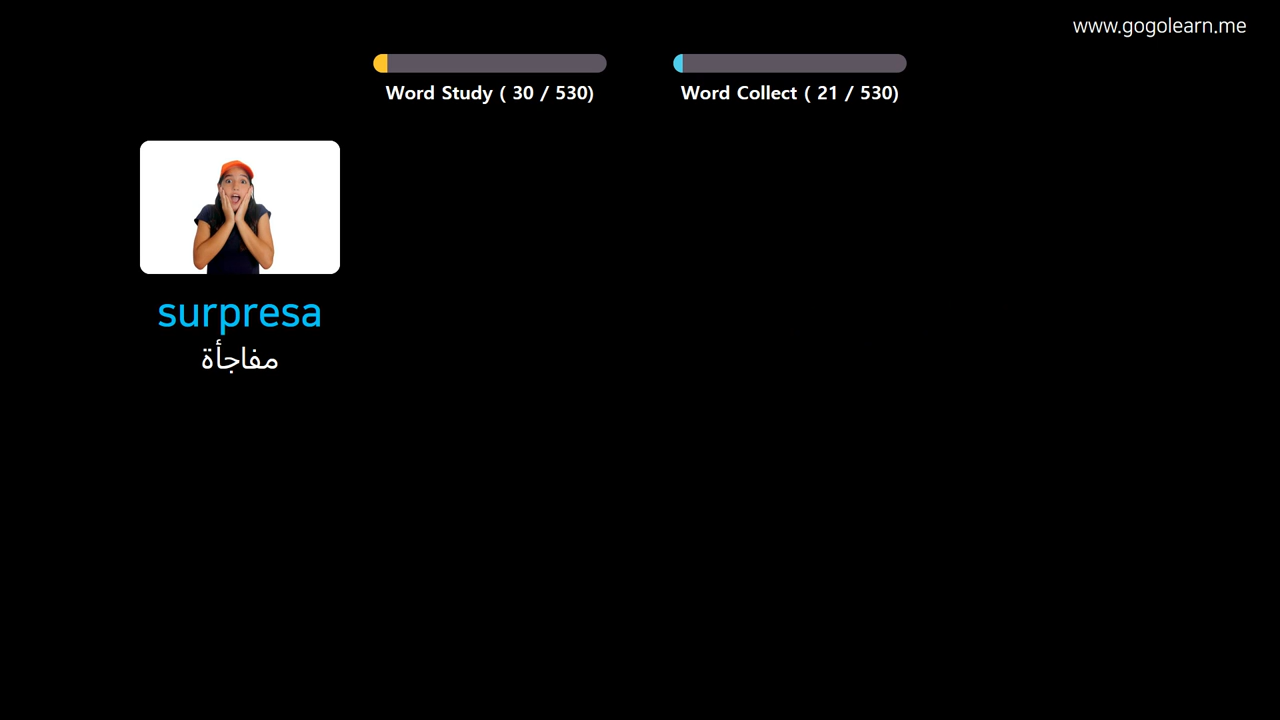 www.gogolearn.me
Word Study ( 30 / 530)
Word Collect ( 21 / 530)
surpresa
مفاجأة